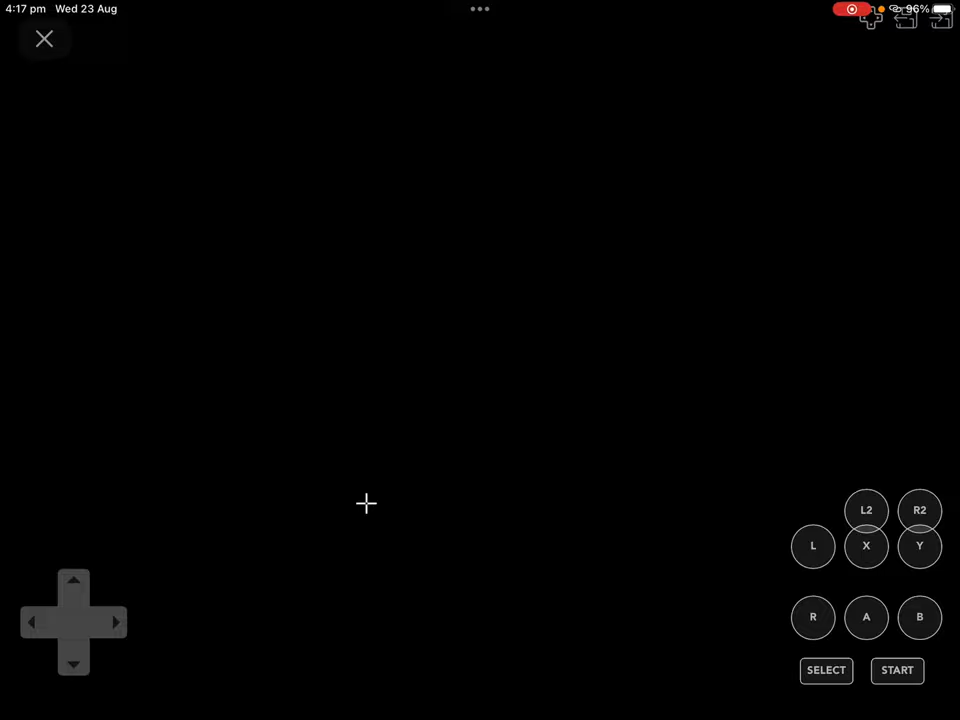 4:17 pm Wed 23 Aug
96%
L2 R2
L X Y
R A B
SELECT START